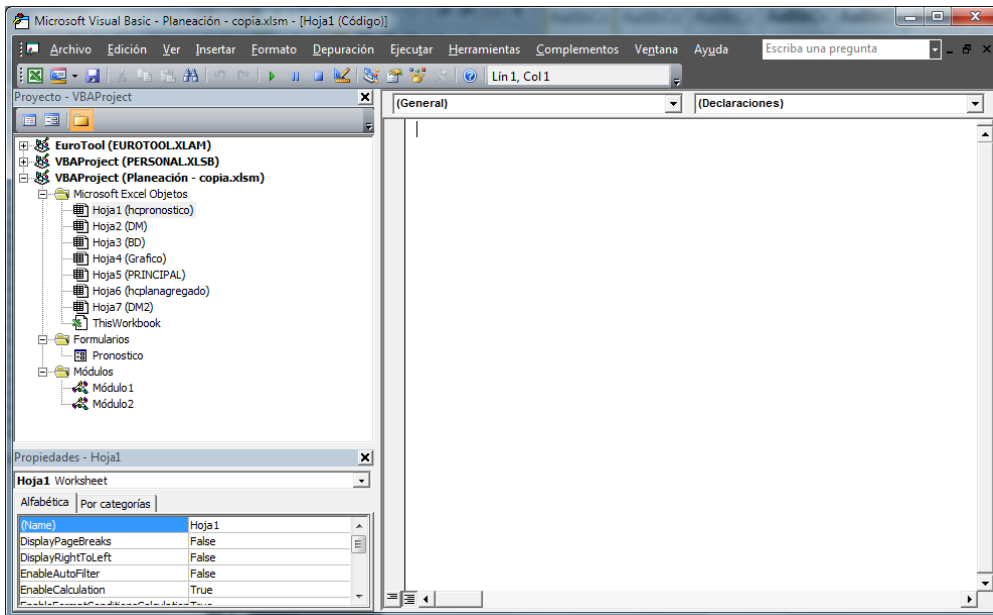 Microsoft Visual Basic - Planeación - copia.xlsm - [Hoja1 (Código)]
Archivo Edición Ver Insertar Formato Depuración Ejecutar Herramientas Complementos Ventana Ayuda Escriba una pregunta
Lín 1, Col 1
Proyecto - VBAProject
(General) (Declaraciones)
EuroTool (EUROTOOL.XLAM)
VBAProject (PERSONAL.XLSB)
VBAProject (Planeación - copia.xlsm)
Microsoft Excel Objetos
Hoja1 (hcpronostico)
Hoja2 (DM)
Hoja3 (BD)
Hoja4 (Grafico)
Hoja5 (PRINCIPAL)
Hoja6 (hcplanagregado)
Hoja7 (DM2)
ThisWorkbook
Formularios
Pronostico
Módulos
Módulo1
Módulo2
Propiedades - Hoja1
Hoja1 Worksheet
Alfabética Por categorías
(Name) Hoja1
DisplayPageBreaks False
DisplayRightToLeft False
EnableAutoFilter False
EnableCalculation True
EnableFormatConditionsCalculation True